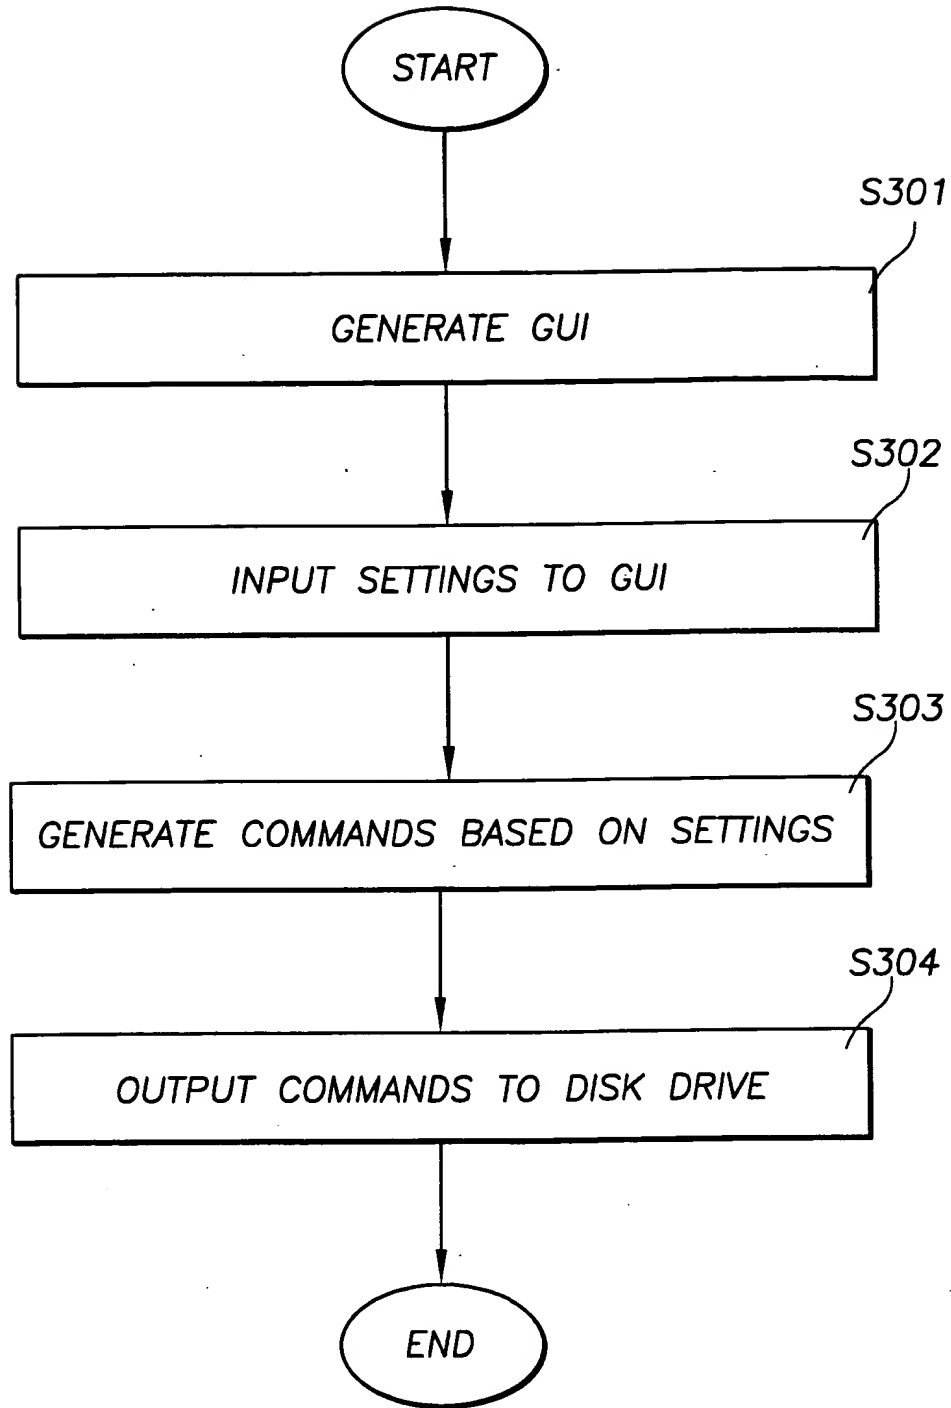 START
S301
GENERATE GUI
S302
INPUT SETTINGS TO GUI
S303
GENERATE COMMANDS BASED ON SETTINGS
S304
OUTPUT COMMANDS TO DISK DRIVE
END